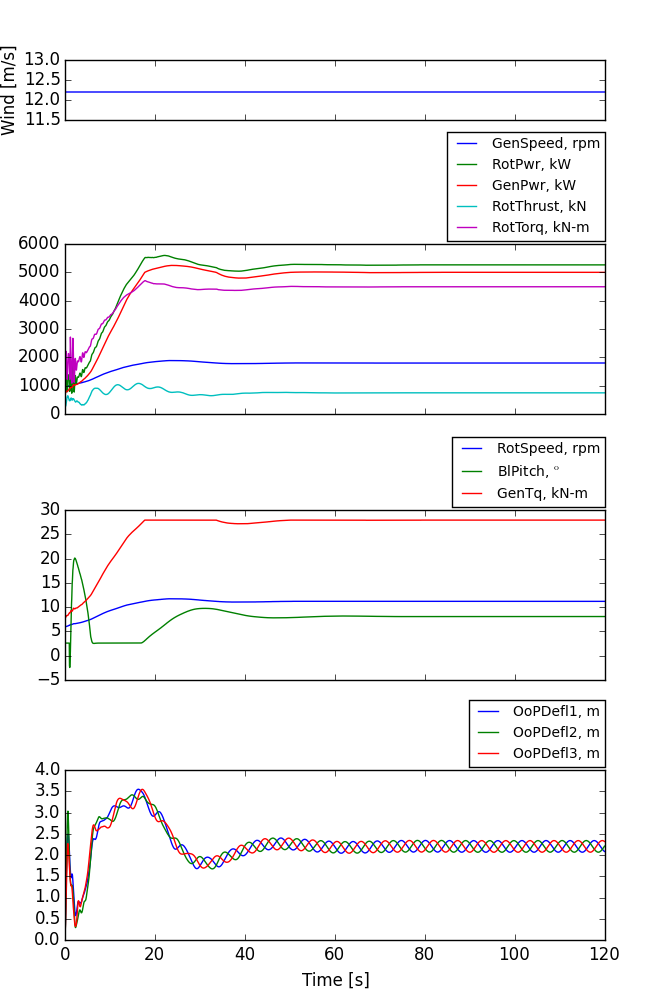 Wind [m/s]
13.0
12.5
12.0
11.5
GenSpeed, rpm
RotPwr, kW
GenPwr, kW
RotThrust, kN
RotTorq, kN-m
6000
5000
4000
3000
2000
1000
0
RotSpeed, rpm
BlPitch, °
GenTq, kN-m
30
25
20
15
10
5
0
−5
OoPDefl1, m
OoPDefl2, m
OoPDefl3, m
4.0
3.5
3.0
2.5
2.0
1.5
1.0
0.5
0.0
0 20 40 60 80 100 120
Time [s]